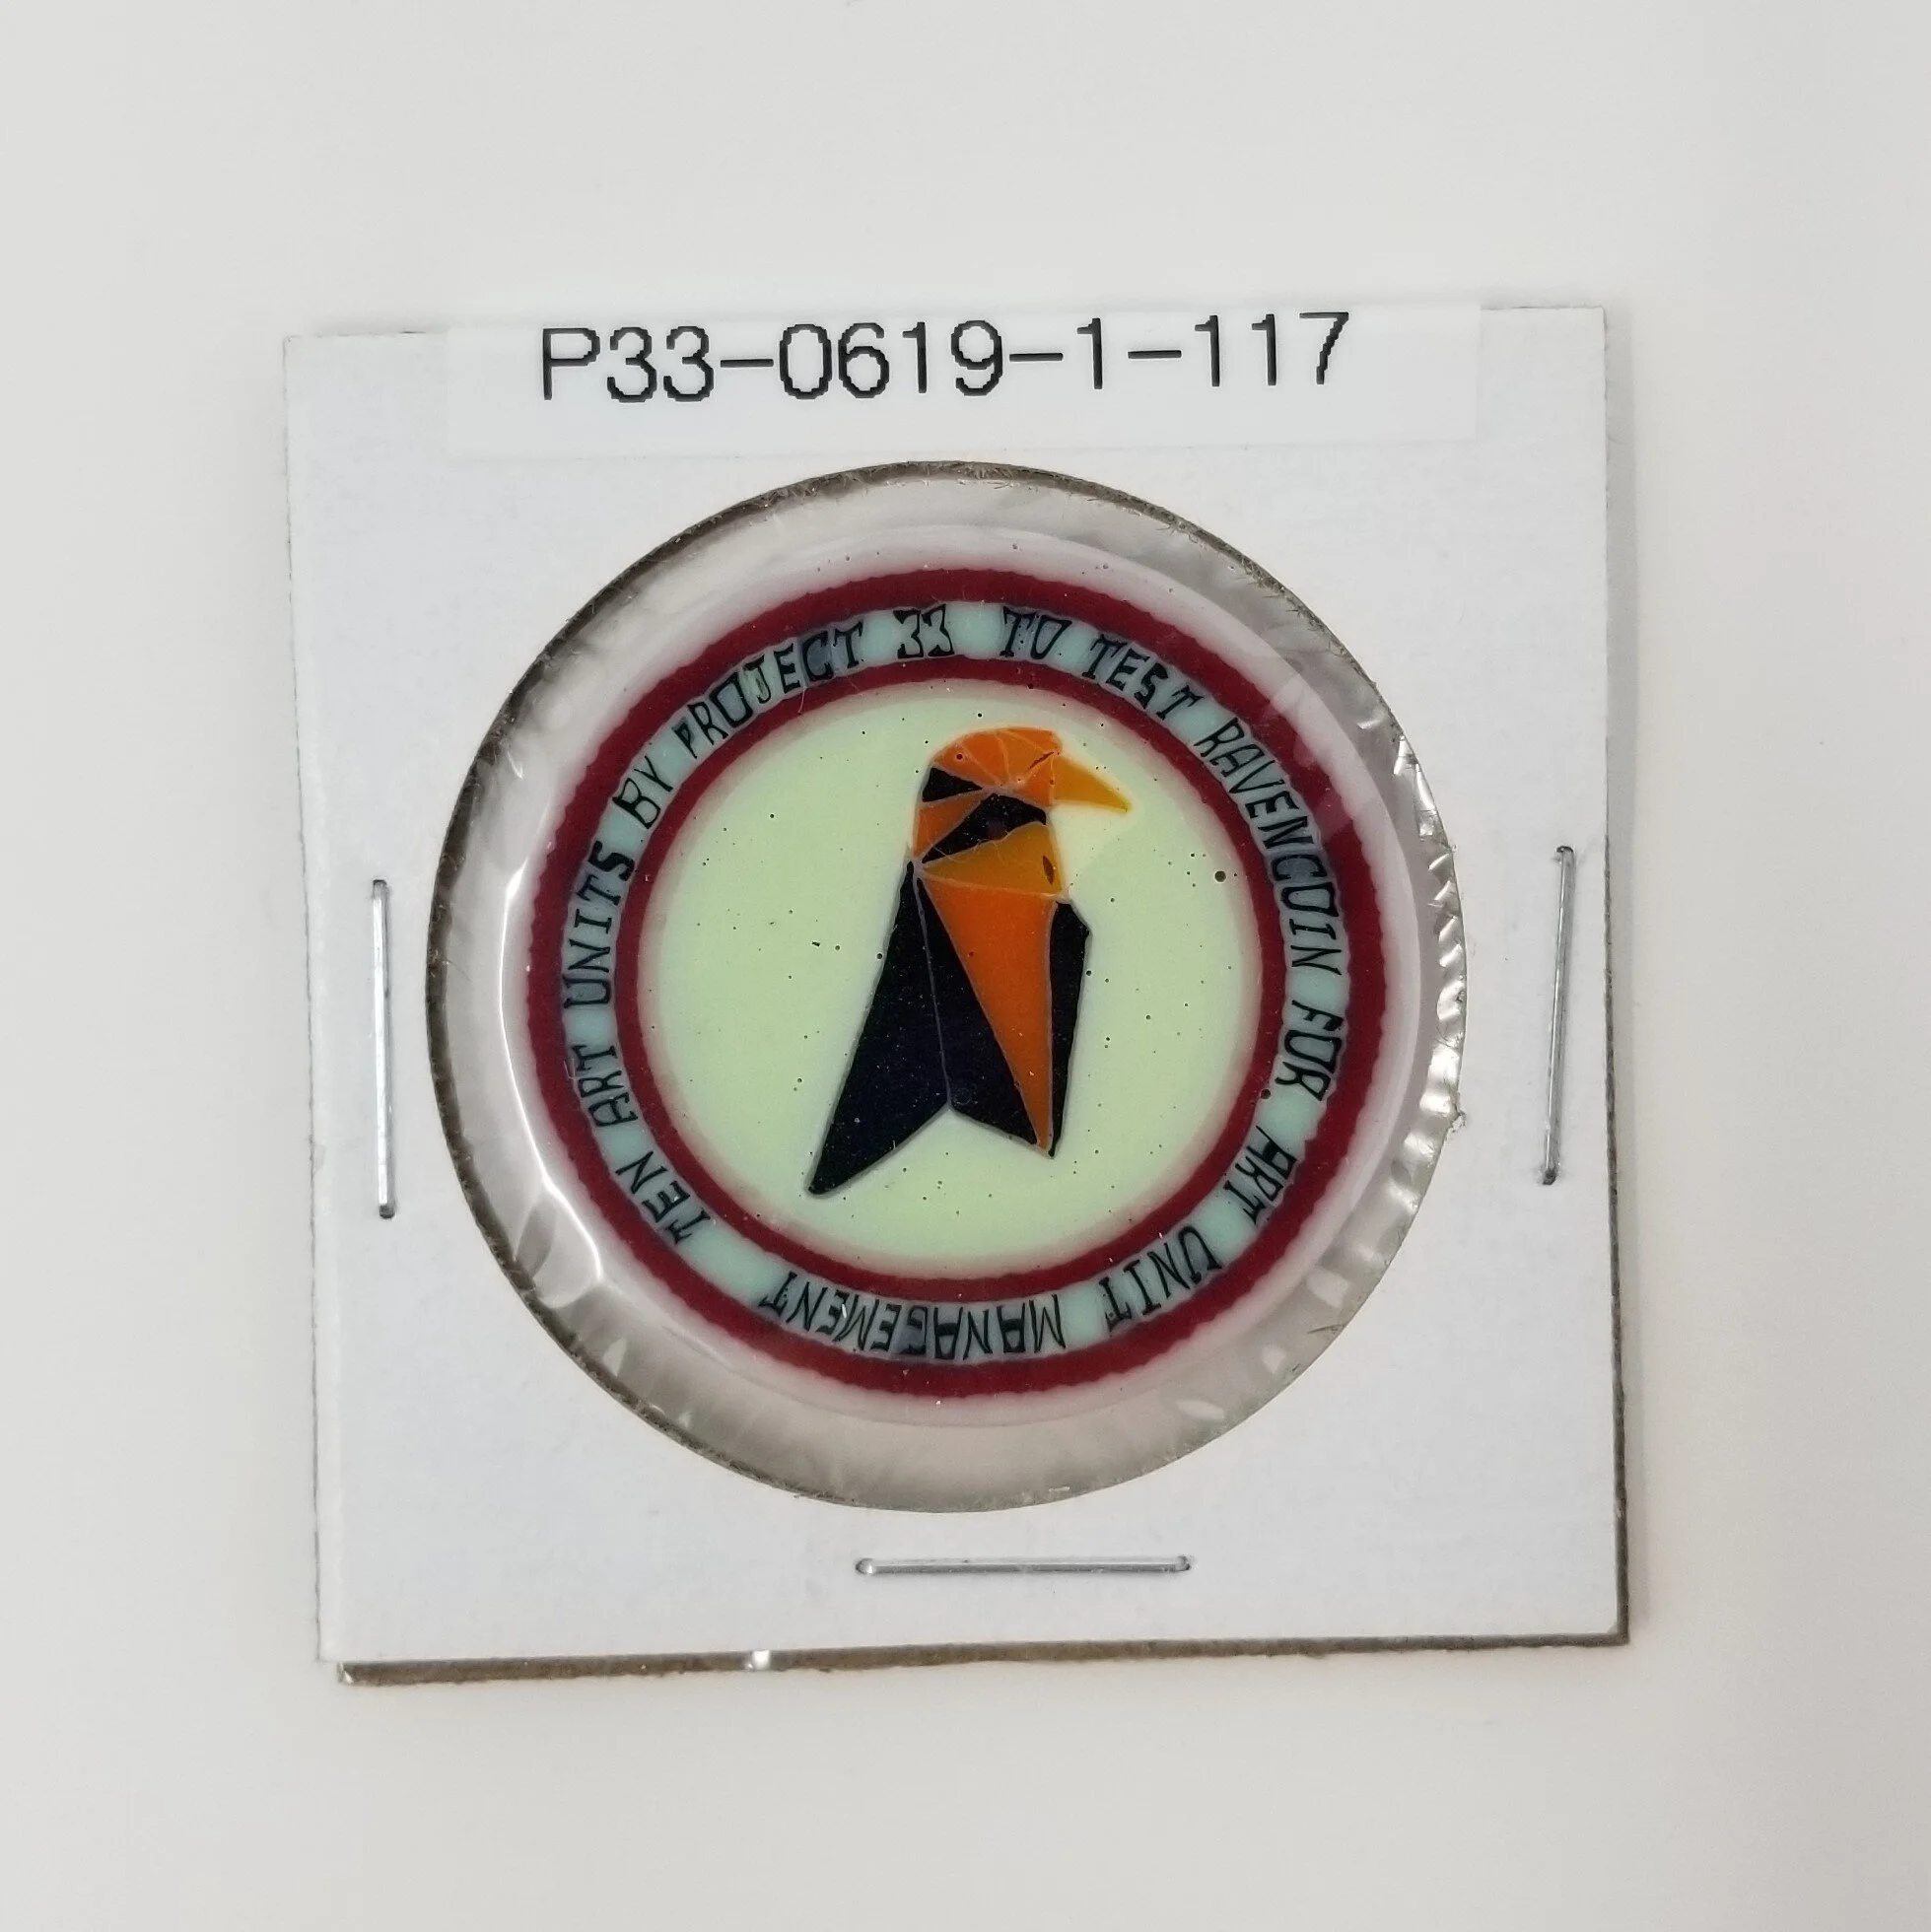 P33-0619-1-117
TEN ART UNITS BY PROJECT 33 TO TEST RAVENCOIN FOR ART UNIT MANAGEMENT